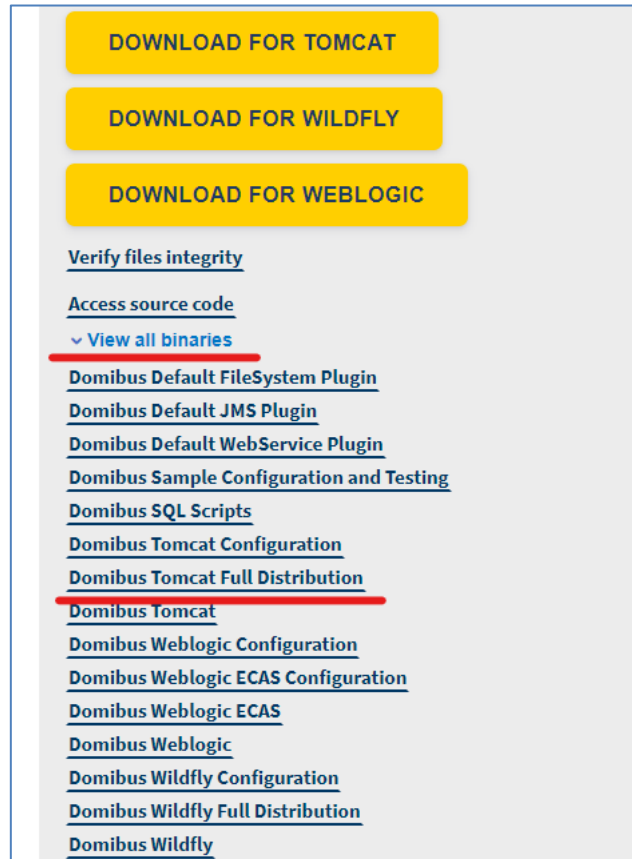 DOWNLOAD FOR TOMCAT
DOWNLOAD FOR WILDFLY
DOWNLOAD FOR WEBLOGIC
Verify files integrity
Access source code
View all binaries
Domibus Default FileSystem Plugin
Domibus Default JMS Plugin
Domibus Default WebService Plugin
Domibus Sample Configuration and Testing
Domibus SQL Scripts
Domibus Tomcat Configuration
Domibus Tomcat Full Distribution
Domibus Tomcat
Domibus Weblogic Configuration
Domibus Weblogic ECAS Configuration
Domibus Weblogic ECAS
Domibus Weblogic
Domibus Wildfly Configuration
Domibus Wildfly Full Distribution
Domibus Wildfly